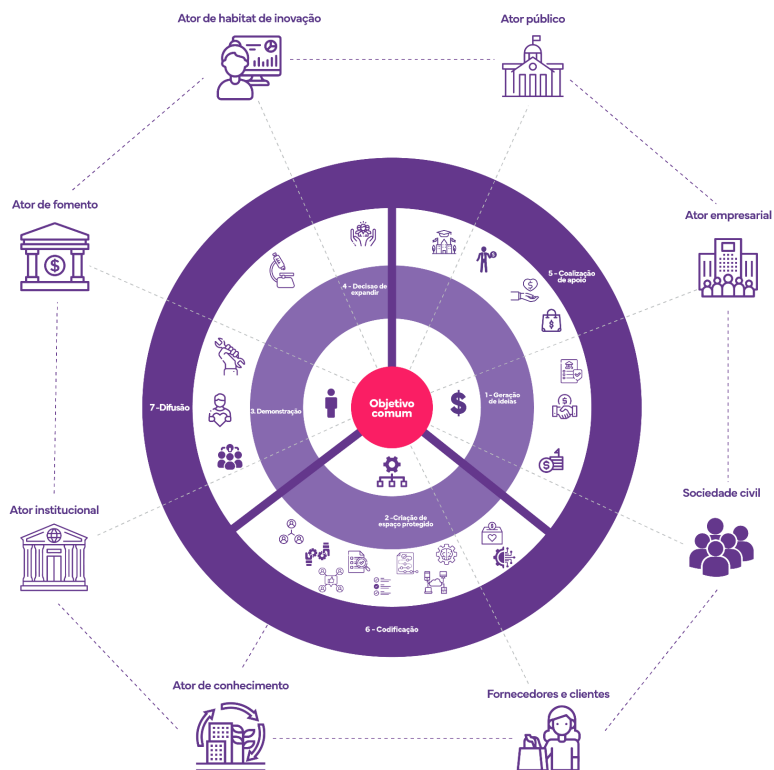 Ator de habitat de inovação
Ator público
Ator de fomento
Ator empresarial
5 - Coalização
de apoio
4 - Decisao de
expandir
1 - Geração
de ideias
7 -Difusão
3. Demonstração
Objetivo
comum
2 -Criação de
espaço protegido
Sociedade civil
Ator institucional
6 - Codificação
Ator de conhecimento
Fornecedores e clientes